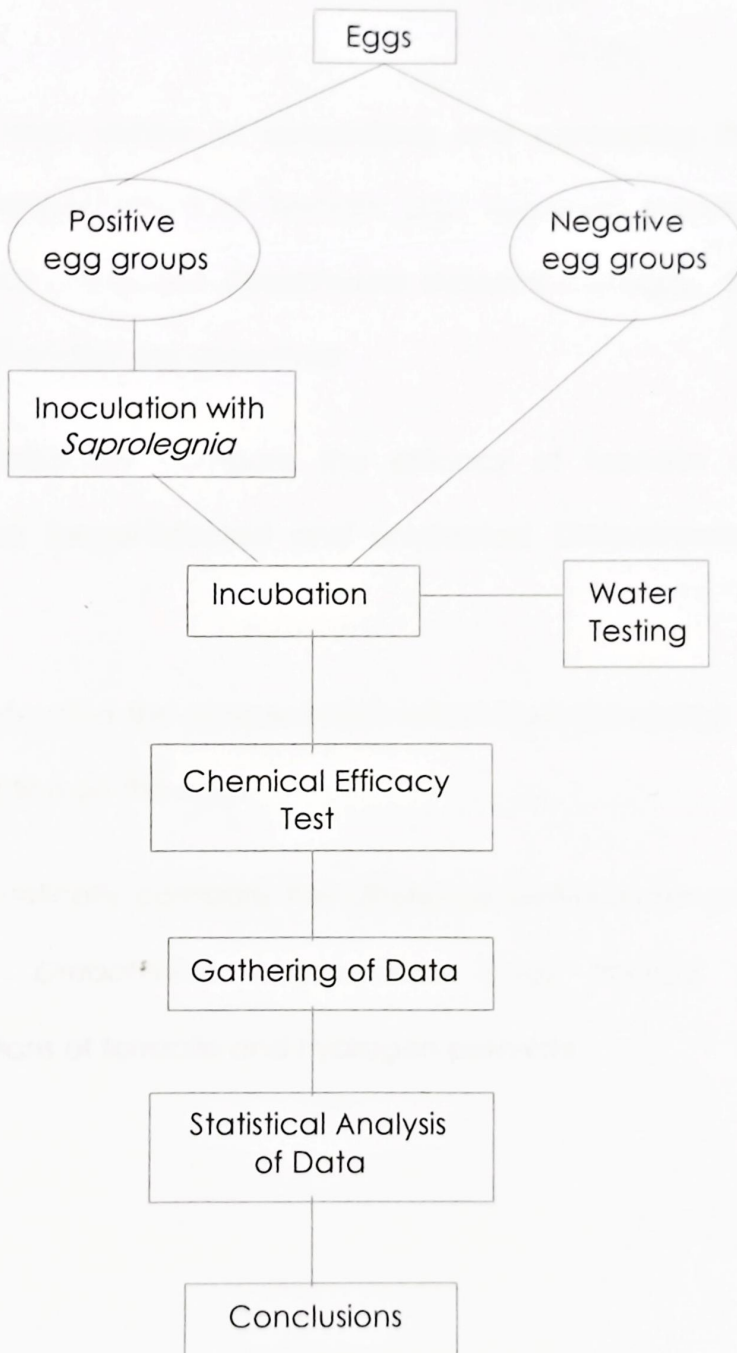 Eggs
Positive
egg groups
Negative
egg groups
Inoculation with
Saprolegnia
Incubation
Water
Testing
Chemical Efficacy
Test
Gathering of Data
Statistical Analysis
of Data
Conclusions